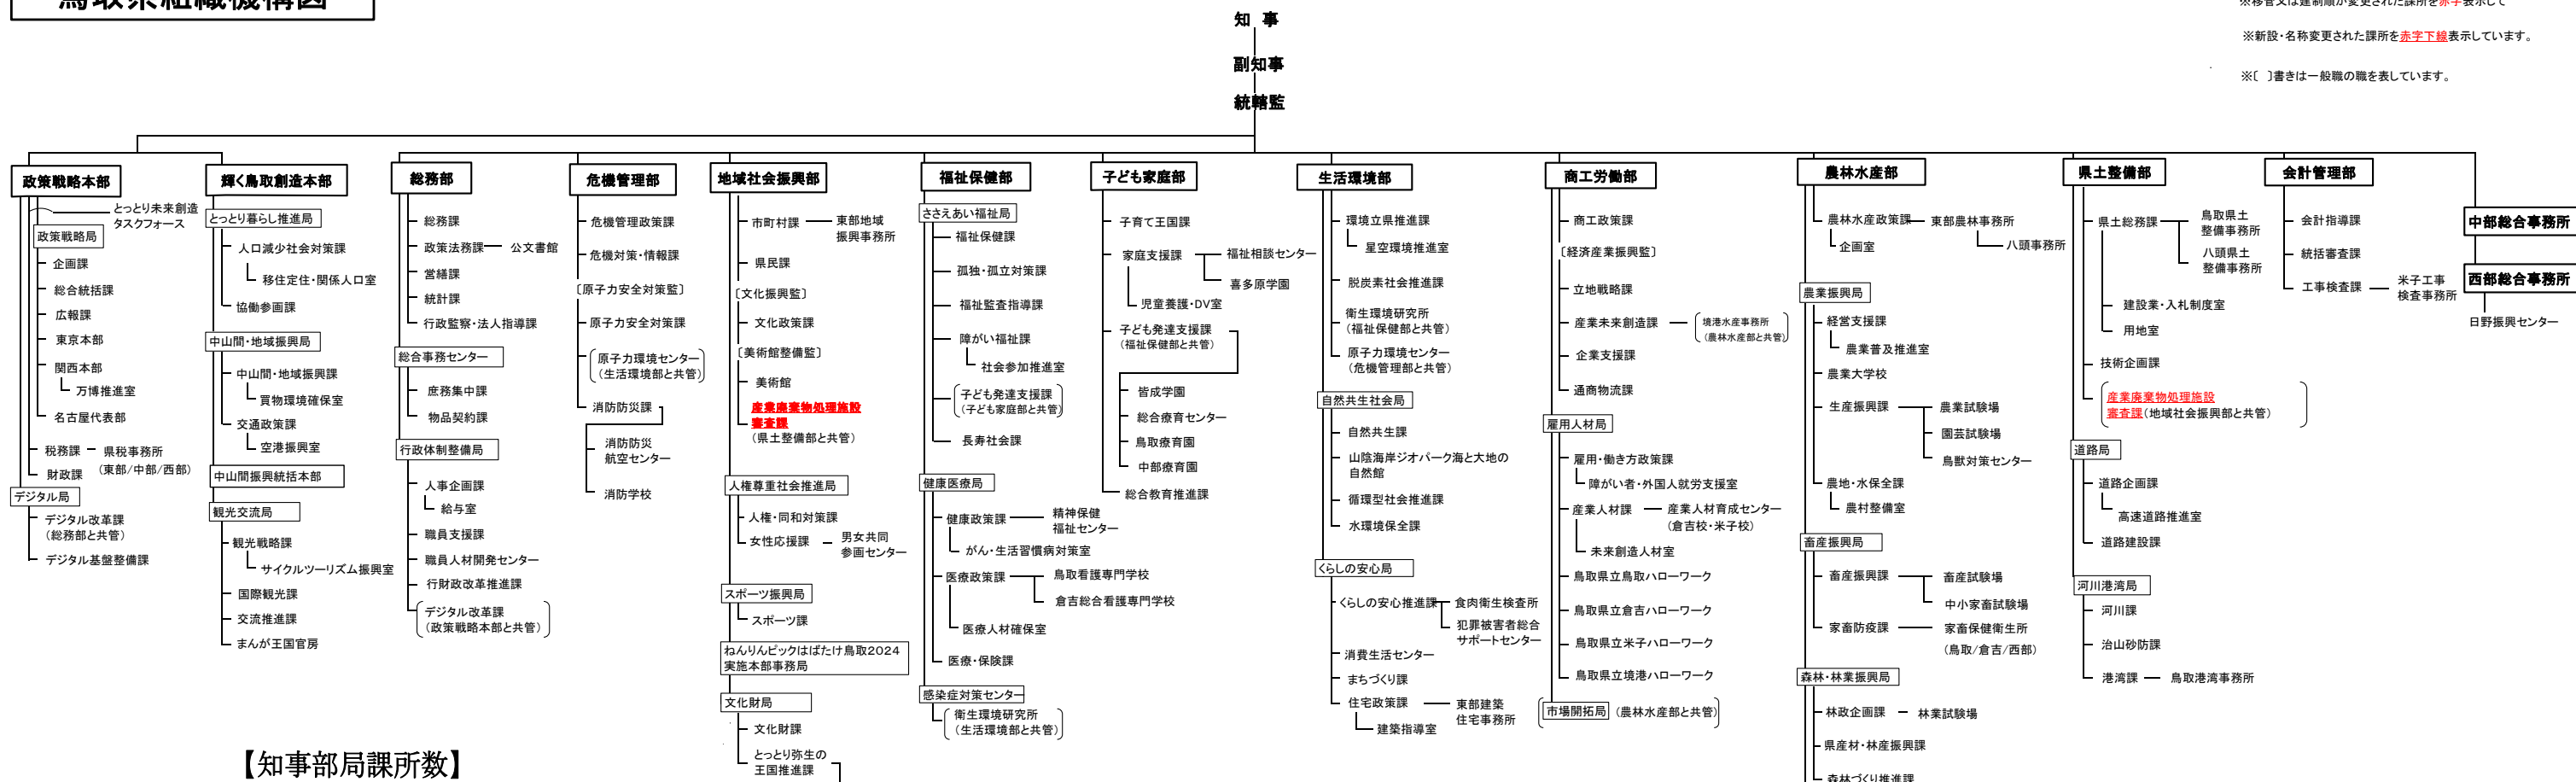 鳥取県組織機構図
※移管又は建制順が変更された課所を赤字表示して
※新設・名称変更された課所を赤字下線表示しています。
※〔 〕書きは一般職の職を表しています。
知 事
副知事
統轄監
政策戦略本部
とっとり未来創造
タスクフォース
政策戦略局
企画課
総合統括課
広報課
東京本部
関西本部
万博推進室
名古屋代表部
税務課
県税事務所
(東部/中部/西部)
財政課
デジタル局
デジタル改革課
(総務部と共管)
デジタル基盤整備課
輝く鳥取創造本部
とっとり暮らし推進局
人口減少社会対策課
移住定住・関係人口室
協働参画課
中山間・地域振興局
中山間・地域振興課
買物環境確保室
交通政策課
空港振興室
中山間振興統括本部
観光交流局
観光戦略課
サイクルツーリズム振興室
国際観光課
交流推進課
まんが王国官房
総務部
総務課
政策法務課
公文書館
営繕課
統計課
行政監察・法人指導課
総合事務センター
庶務集中課
物品契約課
行政体制整備局
人事企画課
給与室
職員支援課
職員人材開発センター
行財政改革推進課
デジタル改革課
(政策戦略本部と共管)
危機管理部
危機管理政策課
危機対策・情報課
〔原子力安全対策監〕
原子力安全対策課
原子力環境センター
(生活環境部と共管)
消防防災課
消防防災
航空センター
消防学校
地域社会振興部
市町村課
東部地域
振興事務所
県民課
〔文化振興監〕
文化政策課
〔美術館整備監〕
美術館
産業廃棄物処理施設
審査課
(県土整備部と共管)
人権尊重社会推進局
人権・同和対策課
女性応援課
男女共同
参画センター
スポーツ振興局
スポーツ課
ねんりんピックはばたけ鳥取2024
実施本部事務局
文化財局
文化財課
とっとり弥生の
王国推進課
福祉保健部
ささえあい福祉局
福祉保健課
孤独・孤立対策課
福祉監査指導課
障がい福祉課
社会参加推進室
子ども発達支援課
(子ども家庭部と共管)
長寿社会課
健康医療局
健康政策課
精神保健
福祉センター
がん・生活習慣病対策室
医療政策課
鳥取看護専門学校
倉吉総合看護専門学校
医療人材確保室
医療・保険課
感染症対策センター
衛生環境研究所
(生活環境部と共管)
子ども家庭部
子育て王国課
家庭支援課
福祉相談センター
喜多原学園
児童養護・DV室
子ども発達支援課
(福祉保健部と共管)
皆成学園
総合療育センター
鳥取療育園
中部療育園
総合教育推進課
生活環境部
環境立県推進課
星空環境推進室
脱炭素社会推進課
衛生環境研究所
(福祉保健部と共管)
原子力環境センター
(危機管理部と共管)
自然共生社会局
自然共生課
山陰海岸ジオパーク海と大地の
自然館
循環型社会推進課
水環境保全課
くらしの安心局
くらしの安心推進課
食肉衛生検査所
犯罪被害者総合
サポートセンター
消費生活センター
まちづくり課
住宅政策課
東部建築
住宅事務所
建築指導室
商工労働部
商工政策課
〔経済産業振興監〕
立地戦略課
産業未来創造課
境港水産事務所
(農林水産部と共管)
企業支援課
通商物流課
雇用人材局
雇用・働き方政策課
障がい者・外国人就労支援室
産業人材課
産業人材育成センター
(倉吉校・米子校)
未来創造人材室
鳥取県立鳥取ハローワーク
鳥取県立倉吉ハローワーク
鳥取県立米子ハローワーク
鳥取県立境港ハローワーク
市場開拓局 (農林水産部と共管)
農林水産部
農林水産政策課
東部農林事務所
八頭事務所
企画室
農業振興局
経営支援課
農業普及推進室
農業大学校
生産振興課
農業試験場
園芸試験場
鳥獣対策センター
農地・水保全課
農村整備室
畜産振興局
畜産振興課
畜産試験場
中小家畜試験場
家畜防疫課
家畜保健衛生所
(鳥取/倉吉/西部)
森林・林業振興局
林政企画課
林業試験場
県産材・林産振興課
森林づくり推進課
県土整備部
県土総務課
鳥取県土
整備事務所
八頭県土
整備事務所
建設業・入札制度室
用地室
技術企画課
産業廃棄物処理施設
審査課(地域社会振興部と共管)
道路局
道路企画課
高速道路推進室
道路建設課
河川港湾局
河川課
治山砂防課
港湾課
鳥取港湾事務所
会計管理部
会計指導課
統括審査課
工事検査課
米子工事
検査事務所
中部総合事務所
西部総合事務所
日野振興センター
【知事部局課所数】